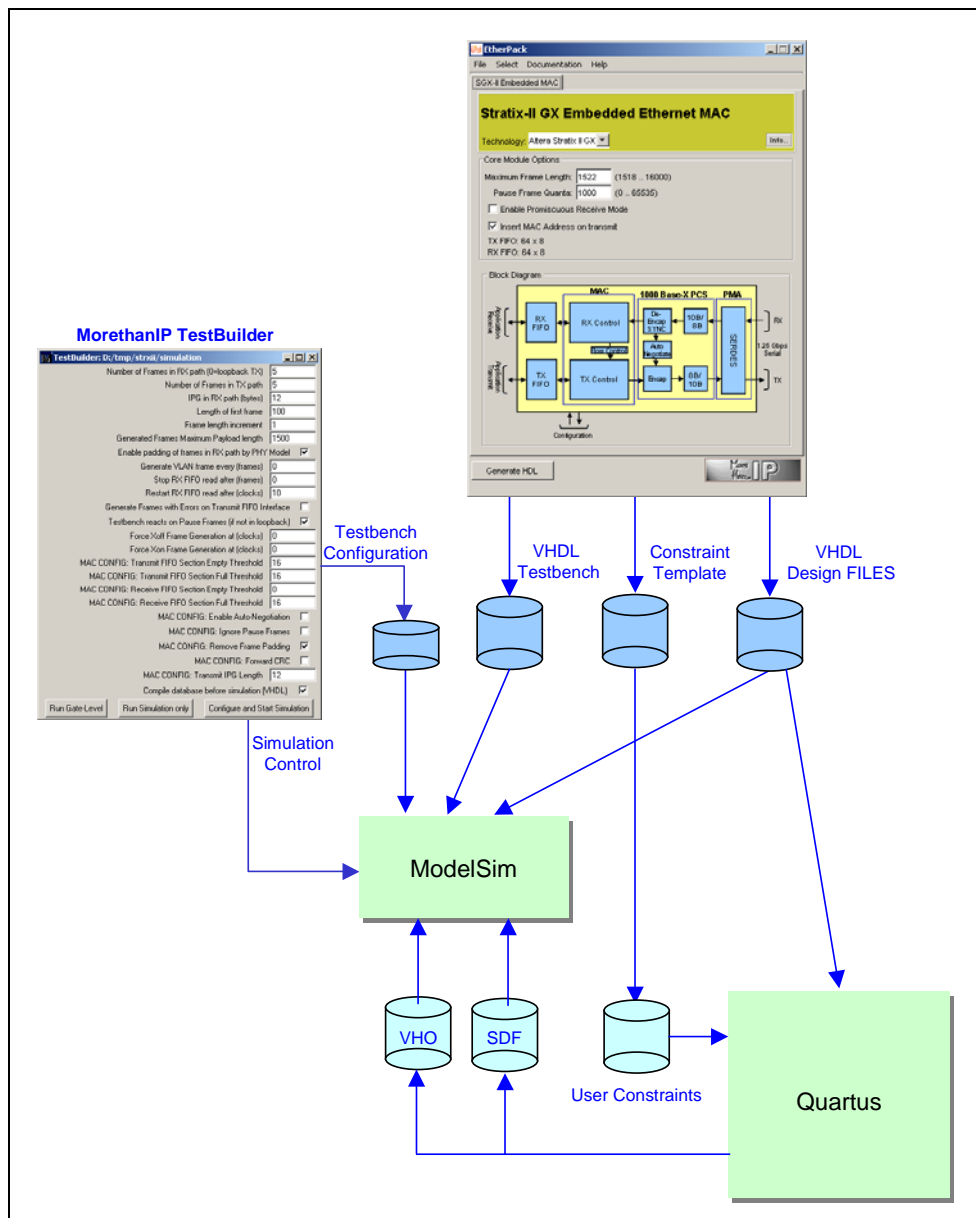 EtherPack
File Select Documentation Help
SGX-II Embedded MAC
Stratix-II GX Embedded Ethernet MAC
Technology: Altera Stratix II GX
Info...
Core Module Options
Maximum Frame Length: 1522 (1518 .. 16000)
Pause Frame Quanta: 1000 (0 .. 65535)
Enable Promiscuous Receive Mode
Insert MAC Address on transmit
TX FIFO: 64 x 8
RX FIFO: 64 x 8
Block Diagram
MAC
1000 Base-X PCS
PMA
Application Receive
RX FIFO
RX Control
De-Encap
10B/8B
RX
Auto Negotiate
SERDES
1.25 Gbps Serial
Application Transmit
TX FIFO
TX Control
Encap
8B/10B
TX
Configuration
Generate HDL
IP
MorethanIP TestBuilder
TestBuilder: D:/tmp/strxii/simulation
Number of Frames in RX path (0=loopback TX) 5
Number of Frames in TX path 5
IPG in RX path (bytes) 12
Length of first frame 100
Frame length increment 1
Generated Frames Maximum Payload length 1500
Enable padding of frames in RX path by PHY Model
Generate VLAN frame every (frames) 0
Stop RX FIFO read after (frames) 0
Restart RX FIFO read after (clocks) 10
Generate Frames with Errors on Transmit FIFO Interface
Testbench reacts on Pause Frames (if not in loopback)
Force Xoff Frame Generation at (clocks) 0
Force Xon Frame Generation at (clocks) 0
MAC CONFIG: Transmit FIFO Section Empty Threshold 16
MAC CONFIG: Transmit FIFO Section Full Threshold 16
MAC CONFIG: Receive FIFO Section Empty Threshold 0
MAC CONFIG: Receive FIFO Section Full Threshold 16
MAC CONFIG: Enable Auto-Negotiation
MAC CONFIG: Ignore Pause Frames
MAC CONFIG: Remove Frame Padding
MAC CONFIG: Forward CRC
MAC CONFIG: Transmit IPG Length 12
Compile database before simulation (VHDL)
Run Gate-Level
Run Simulation only
Configure and Start Simulation
Testbench
Configuration
VHDL
Testbench
Constraint
Template
VHDL
Design FILES
Simulation
Control
ModelSim
VHO
SDF
User Constraints
Quartus